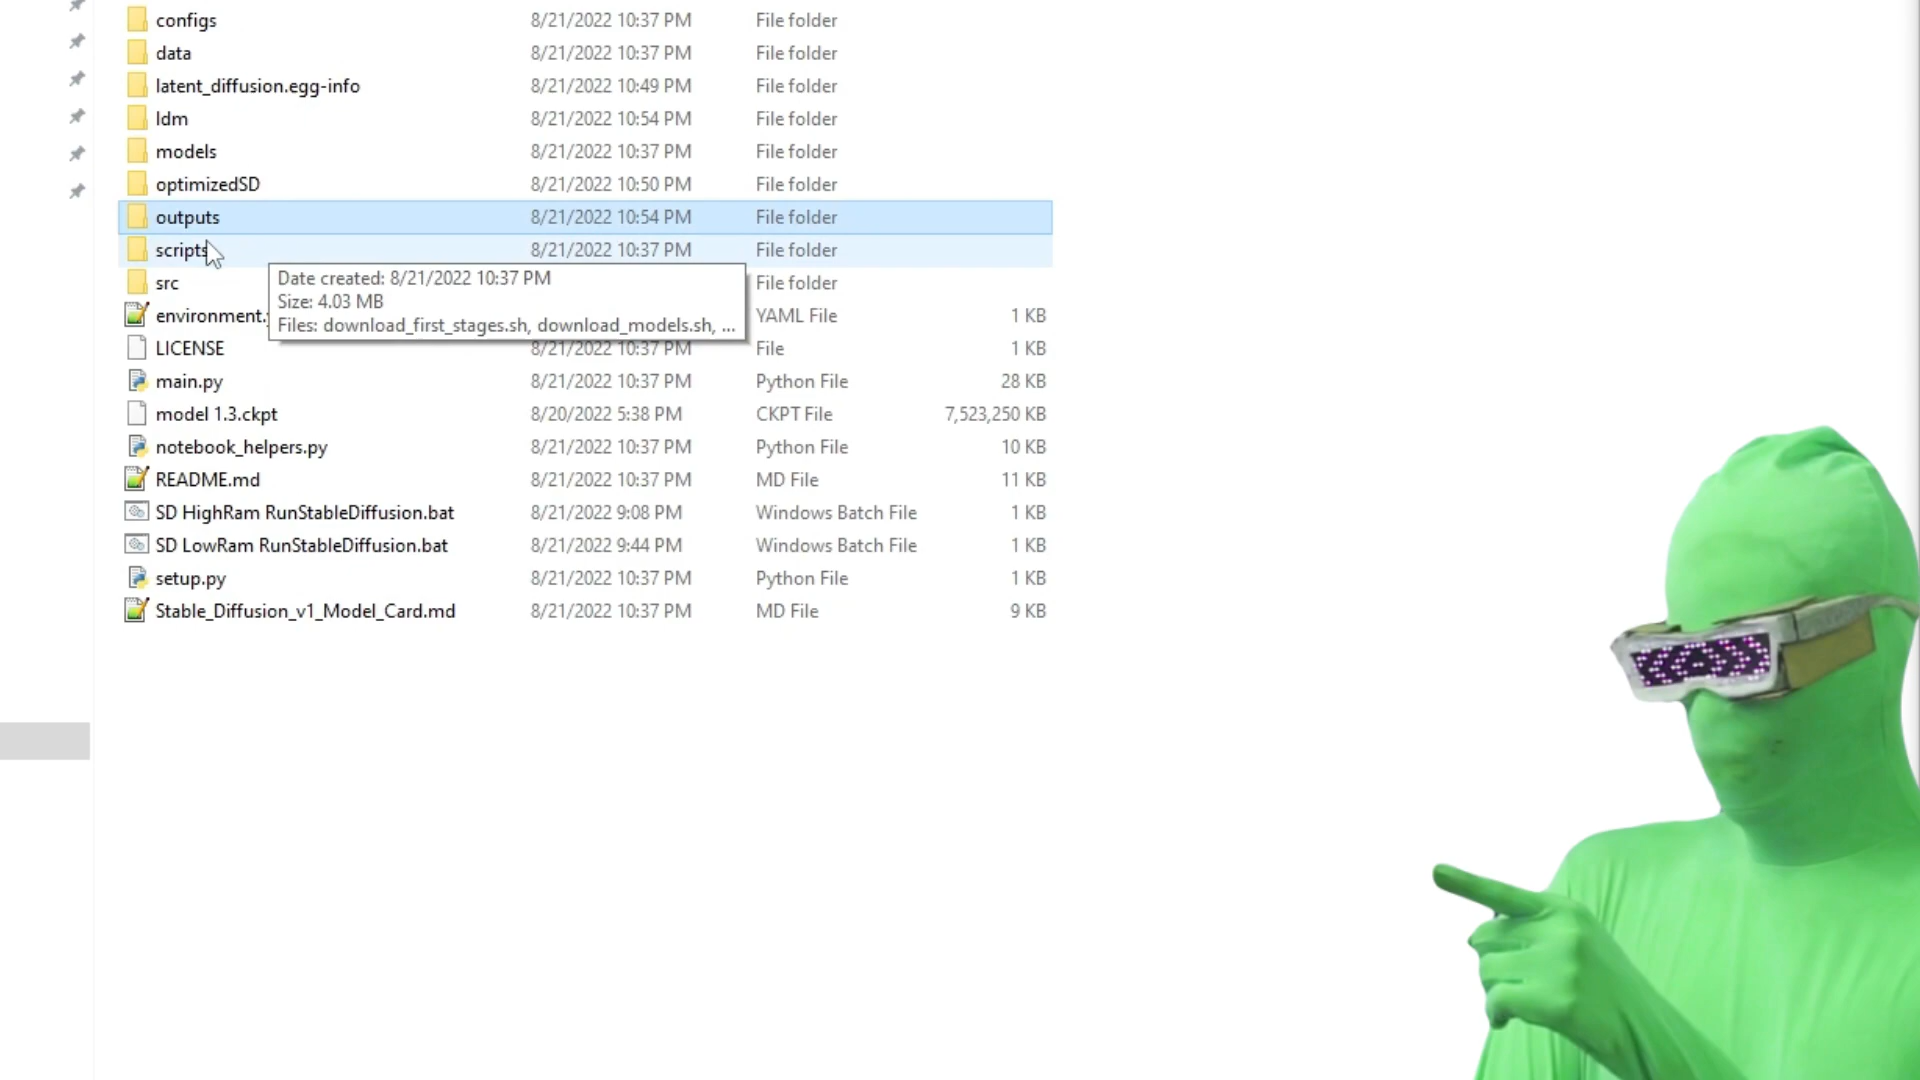 configs 8/21/2022 10:37 PM File folder
data 8/21/2022 10:37 PM File folder
latent_diffusion.egg-info 8/21/2022 10:49 PM File folder
ldm 8/21/2022 10:54 PM File folder
models 8/21/2022 10:37 PM File folder
optimizedSD 8/21/2022 10:50 PM File folder
outputs 8/21/2022 10:54 PM File folder
scripts 8/21/2022 10:37 PM File folder
Date created: 8/21/2022 10:37 PM
src File folder
Size: 4.03 MB
environment. YAML File 1 KB
Files: download_first_stages.sh, download_models.sh, ...
LICENSE 8/21/2022 10:37 PM File 1 KB
main.py 8/21/2022 10:37 PM Python File 28 KB
model 1.3.ckpt 8/20/2022 5:38 PM CKPT File 7,523,250 KB
notebook_helpers.py 8/21/2022 10:37 PM Python File 10 KB
README.md 8/21/2022 10:37 PM MD File 11 KB
SD HighRam RunStableDiffusion.bat 8/21/2022 9:08 PM Windows Batch File 1 KB
SD LowRam RunStableDiffusion.bat 8/21/2022 9:44 PM Windows Batch File 1 KB
setup.py 8/21/2022 10:37 PM Python File 1 KB
Stable_Diffusion_v1_Model_Card.md 8/21/2022 10:37 PM MD File 9 KB